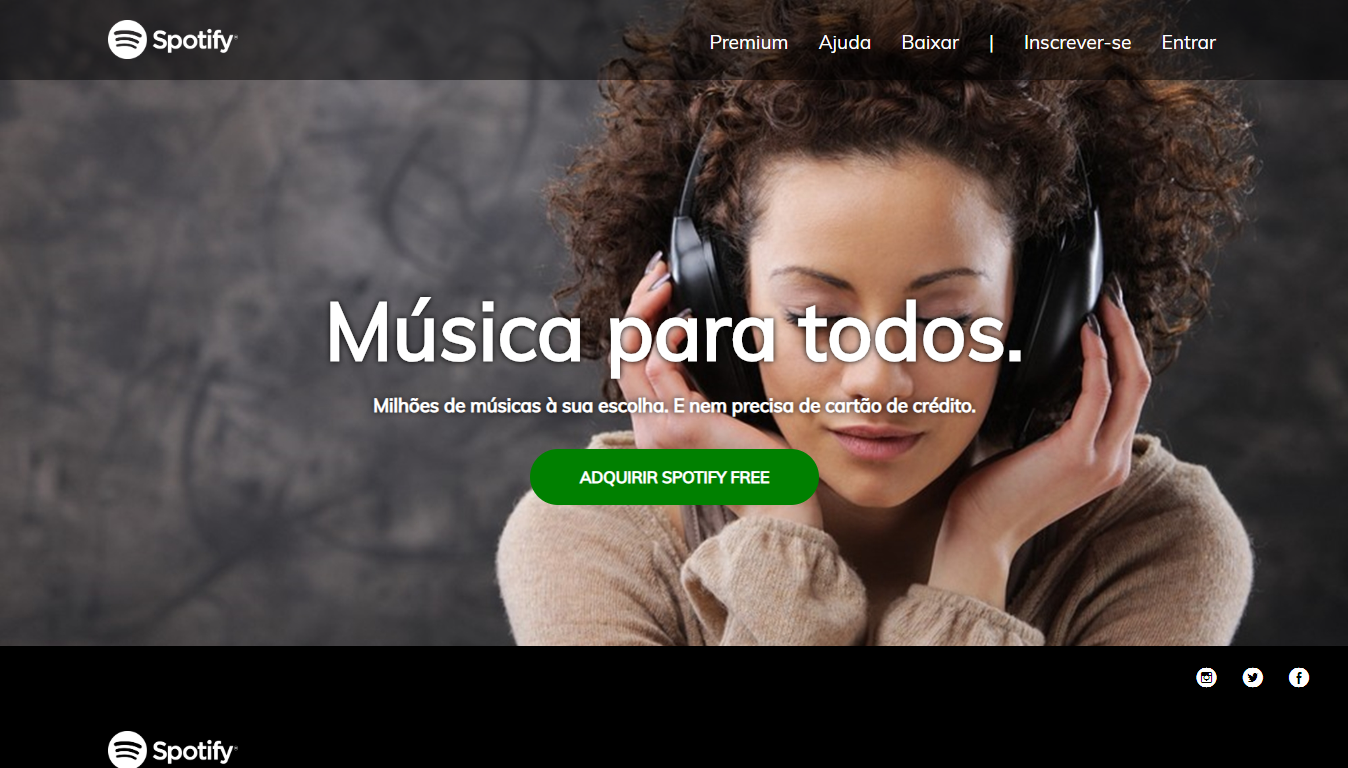 Spotify
Premium Ajuda Baixar | Inscrever-se Entrar
Música para todos.
Milhões de músicas à sua escolha. E nem precisa de cartão de crédito.
ADQUIRIR SPOTIFY FREE
Spotify